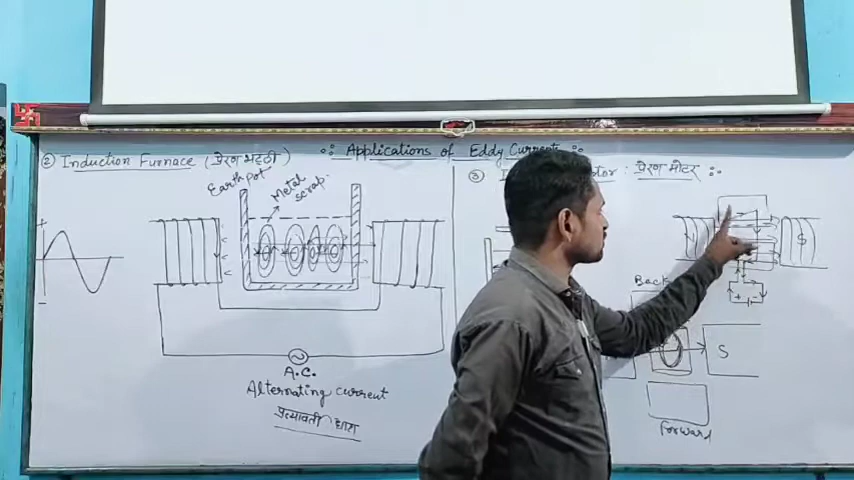 ∴ Applications of Eddy Current
② Induction Furnace (प्रेरण भट्ठी)
Earth pot
Metal
scrap
+
-
A.C.
Alternating current
प्रत्यावर्ती धारा
③
: प्रेरण मोटर :
S
Back
S
Forward